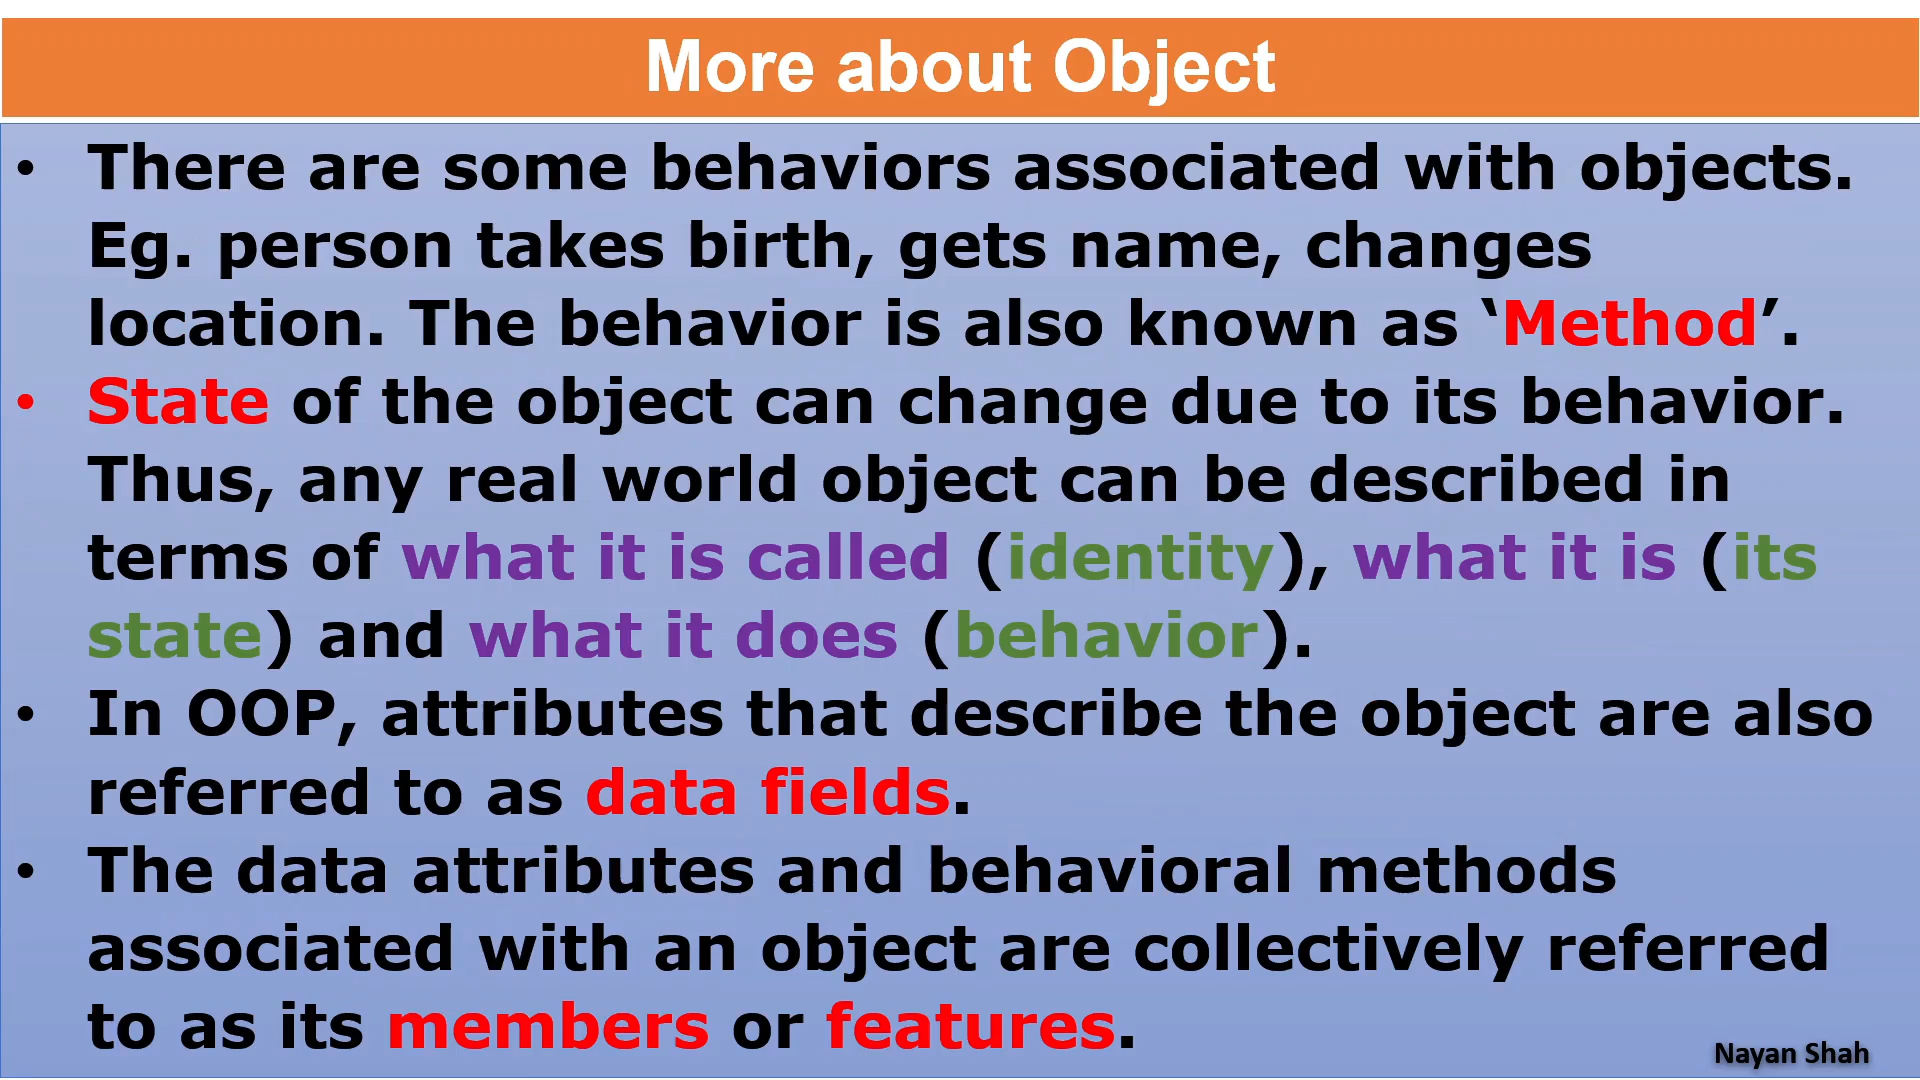 More about Object
• There are some behaviors associated with objects.
Eg. person takes birth, gets name, changes
location. The behavior is also known as ‘Method’.
• State of the object can change due to its behavior.
Thus, any real world object can be described in
terms of what it is called (identity), what it is (its
state) and what it does (behavior).
• In OOP, attributes that describe the object are also
referred to as data fields.
• The data attributes and behavioral methods
associated with an object are collectively referred
to as its members or features.
Nayan Shah